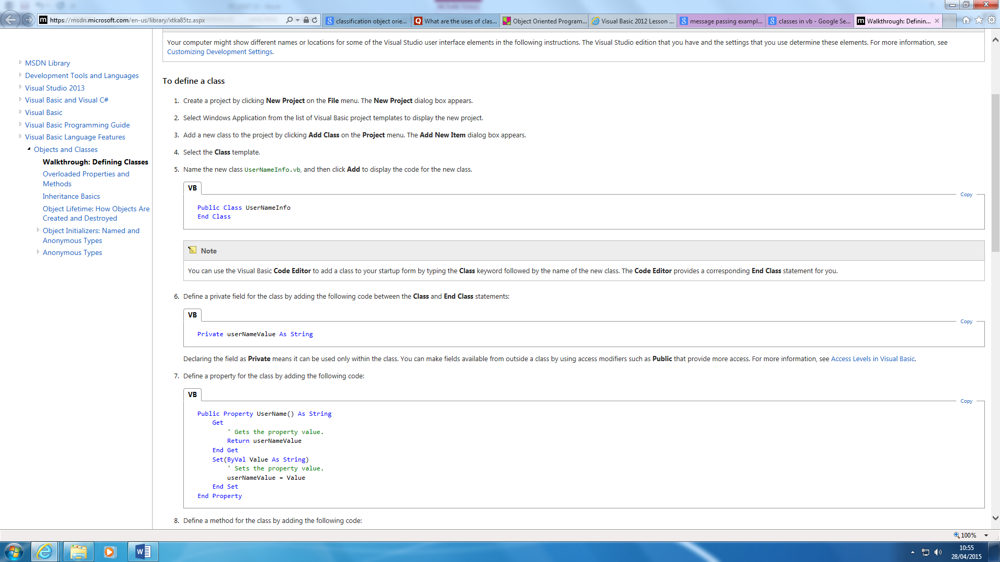 https://msdn.microsoft.com/en-us/library/xtka85tz.aspx
classification object orie...
What are the uses of clas...
Object Oriented Program...
Visual Basic 2012 Lesson ...
message passing exampl...
classes in vb - Google Se...
Walkthrough: Definin...
Your computer might show different names or locations for some of the Visual Studio user interface elements in the following instructions. The Visual Studio edition that you have and the settings that you use determine these elements. For more information, see
Customizing Development Settings.
MSDN Library
Development Tools and Languages
Visual Studio 2013
Visual Basic and Visual C#
Visual Basic
Visual Basic Programming Guide
Visual Basic Language Features
Objects and Classes
Walkthrough: Defining Classes
Overloaded Properties and
Methods
Inheritance Basics
Object Lifetime: How Objects Are
Created and Destroyed
Object Initializers: Named and
Anonymous Types
Anonymous Types
To define a class
1. Create a project by clicking New Project on the File menu. The New Project dialog box appears.
2. Select Windows Application from the list of Visual Basic project templates to display the new project.
3. Add a new class to the project by clicking Add Class on the Project menu. The Add New Item dialog box appears.
4. Select the Class template.
5. Name the new class UserNameInfo.vb, and then click Add to display the code for the new class.
VB
Copy
Public Class UserNameInfo
End Class
Note
You can use the Visual Basic Code Editor to add a class to your startup form by typing the Class keyword followed by the name of the new class. The Code Editor provides a corresponding End Class statement for you.
6. Define a private field for the class by adding the following code between the Class and End Class statements:
VB
Copy
Private userNameValue As String
Declaring the field as Private means it can be used only within the class. You can make fields available from outside a class by using access modifiers such as Public that provide more access. For more information, see Access Levels in Visual Basic.
7. Define a property for the class by adding the following code:
VB
Copy
Public Property UserName() As String
Get
' Gets the property value.
Return userNameValue
End Get
Set(ByVal Value As String)
' Sets the property value.
userNameValue = Value
End Set
End Property
8. Define a method for the class by adding the following code:
100%
10:55
28/04/2015